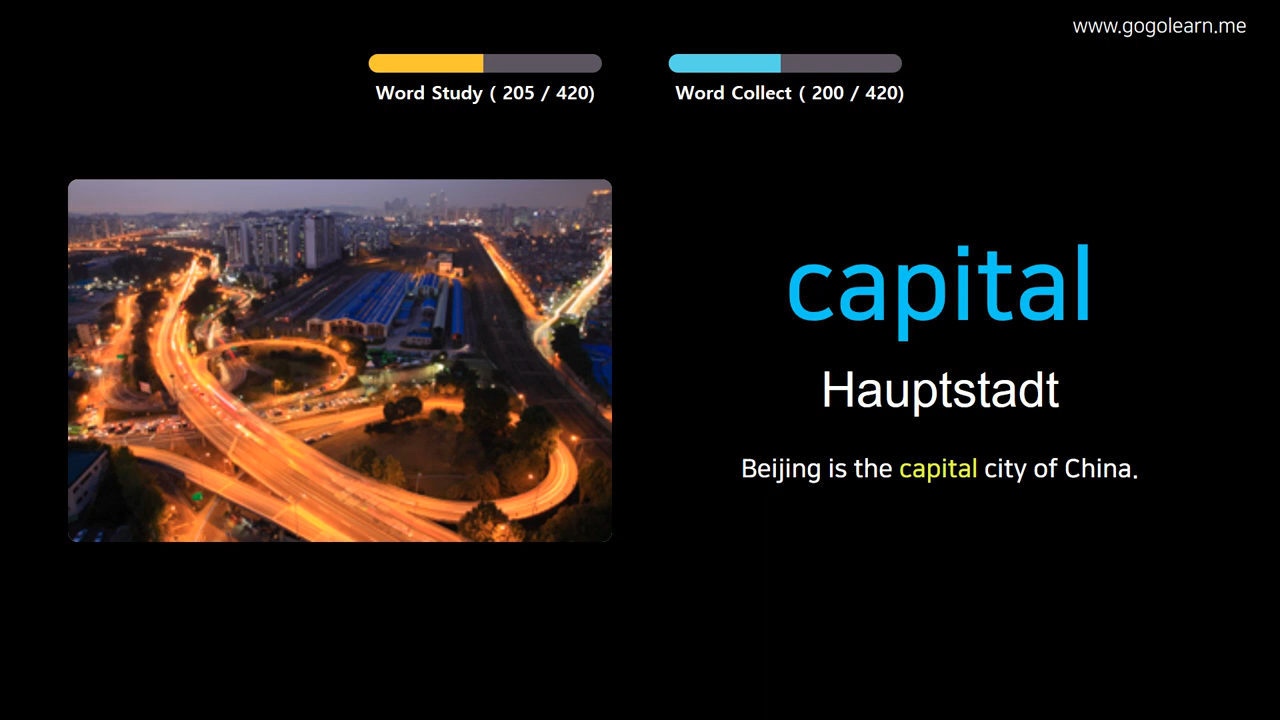 www.gogolearn.me
Word Study ( 205 / 420)
Word Collect ( 200 / 420)
capital
Hauptstadt
Beijing is the capital city of China.